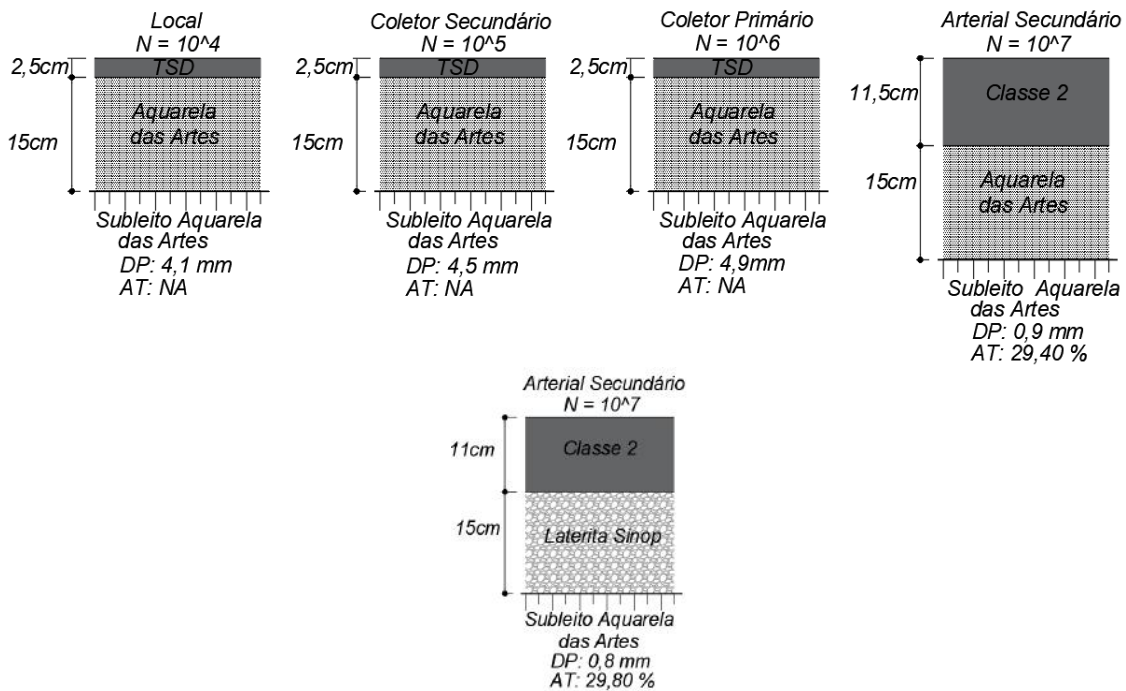 Local
N = 10^4
2,5cm
TSD
15cm
Aquarela
das Artes
Subleito Aquarela
das Artes
DP: 4,1 mm
AT: NA
Coletor Secundário
N = 10^5
2,5cm
TSD
15cm
Aquarela
das Artes
Subleito Aquarela
das Artes
DP: 4,5 mm
AT: NA
Coletor Primário
N = 10^6
2,5cm
TSD
15cm
Aquarela
das Artes
Subleito Aquarela
das Artes
DP: 4,9mm
AT: NA
Arterial Secundário
N = 10^7
11,5cm
Classe 2
15cm
Aquarela
das Artes
Subleito Aquarela
das Artes
DP: 0,9 mm
AT: 29,40 %
Arterial Secundário
N = 10^7
11cm
Classe 2
15cm
Laterita Sinop
Subleito Aquarela
das Artes
DP: 0,8 mm
AT: 29,80 %